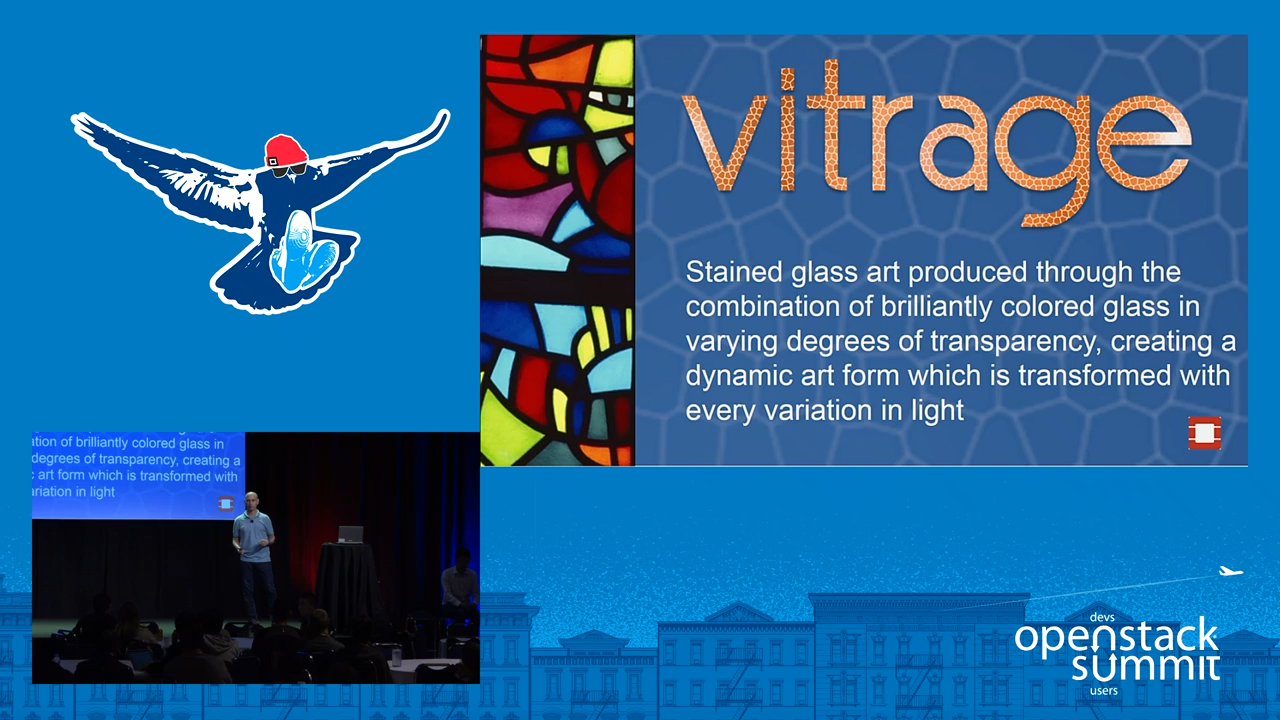 vitrage
Stained glass art produced through the
combination of brilliantly colored glass in
varying degrees of transparency, creating a
dynamic art form which is transformed with
every variation in light
ation of brilliantly colored glass in
degrees of transparency, creating a
art form which is transformed with
ariation in light
devs
openstack
summit
users